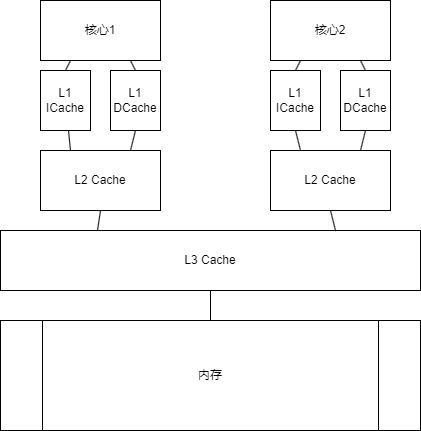 核心1
核心2
L1
ICache
L1
DCache
L1
ICache
L1
DCache
L2 Cache
L2 Cache
L3 Cache
内存